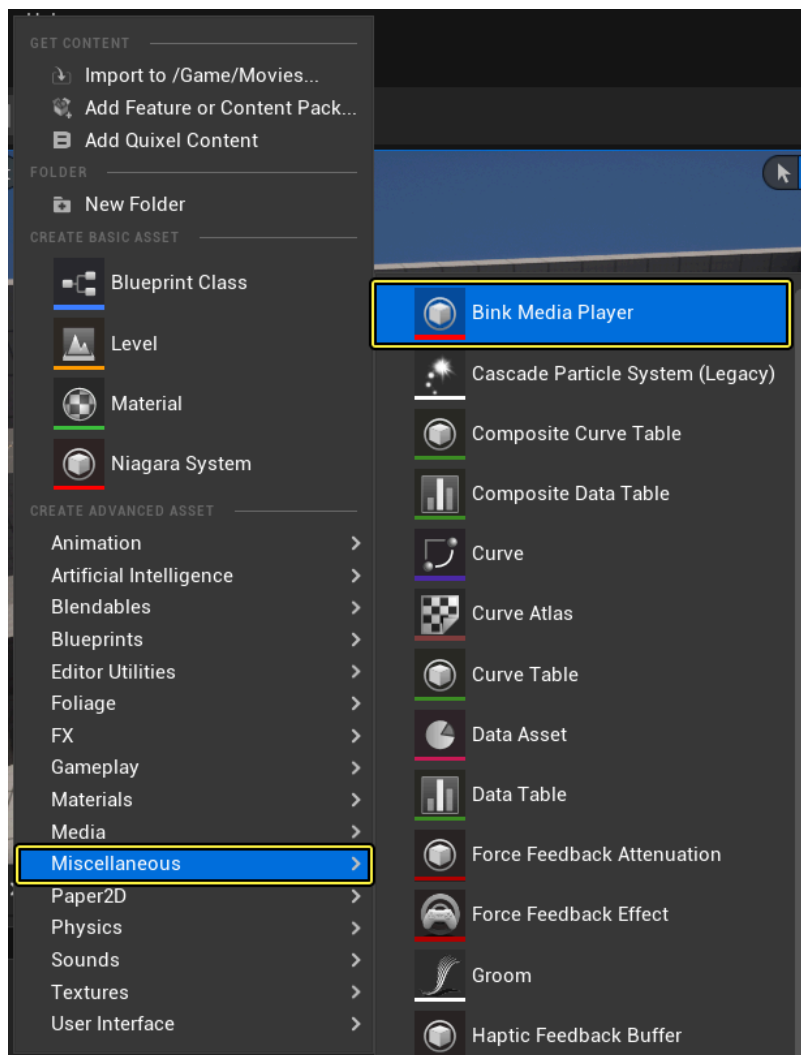 GET CONTENT
Import to /Game/Movies...
Add Feature or Content Pack...
Add Quixel Content
FOLDER
New Folder
CREATE BASIC ASSET
Blueprint Class
Level
Material
Niagara System
CREATE ADVANCED ASSET
Animation
Artificial Intelligence
Blendables
Blueprints
Editor Utilities
Foliage
FX
Gameplay
Materials
Media
Miscellaneous
Paper2D
Physics
Sounds
Textures
User Interface
Bink Media Player
Cascade Particle System (Legacy)
Composite Curve Table
Composite Data Table
Curve
Curve Atlas
Curve Table
Data Asset
Data Table
Force Feedback Attenuation
Force Feedback Effect
Groom
Haptic Feedback Buffer